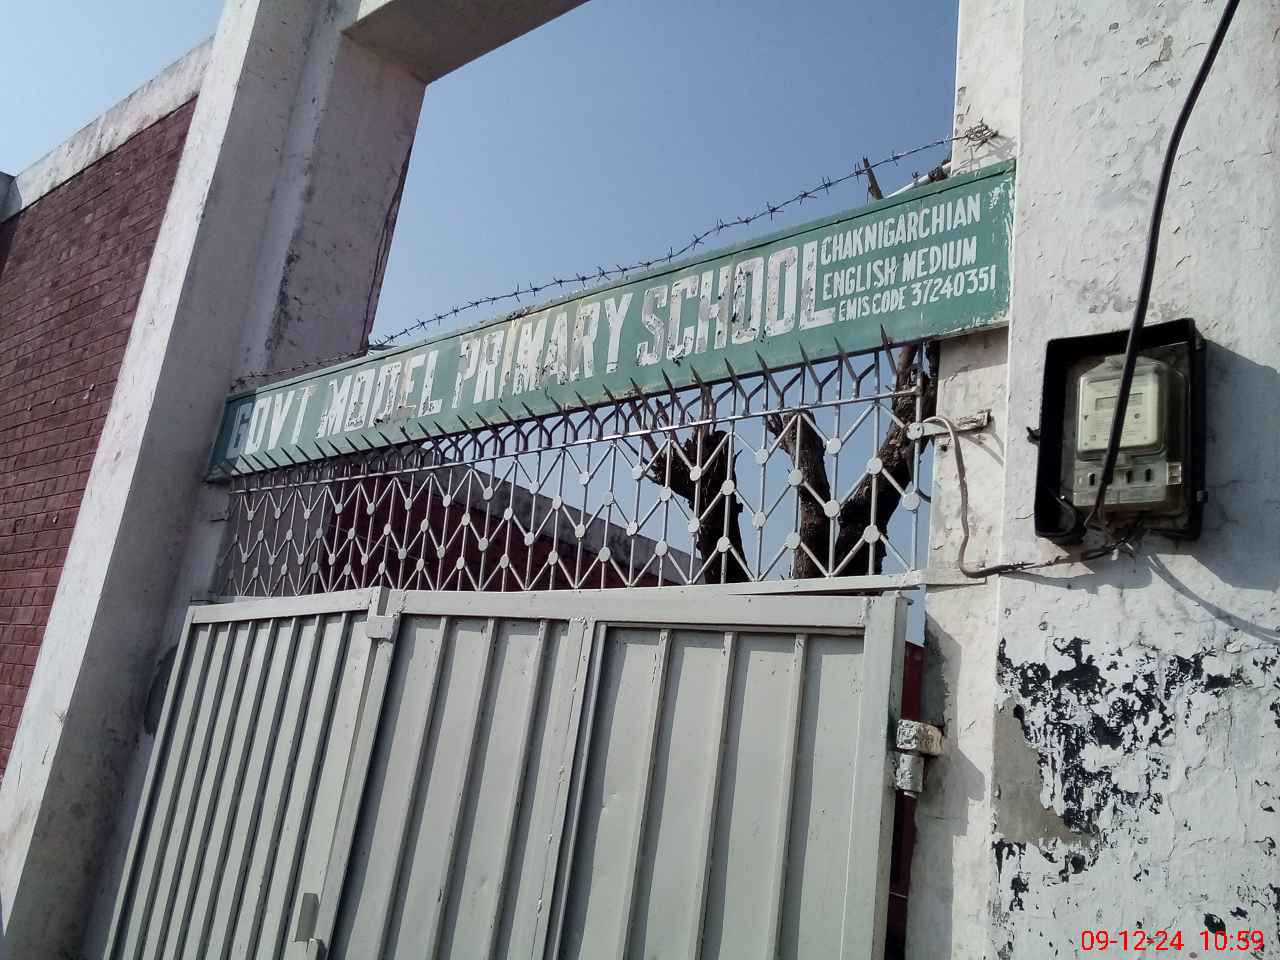 GOVT MODEL PRIMARY SCHOOL
CHAKNIGARCHIAN
ENGLISH MEDIUM
EMIS CODE 37240351
09-12-24 10:59